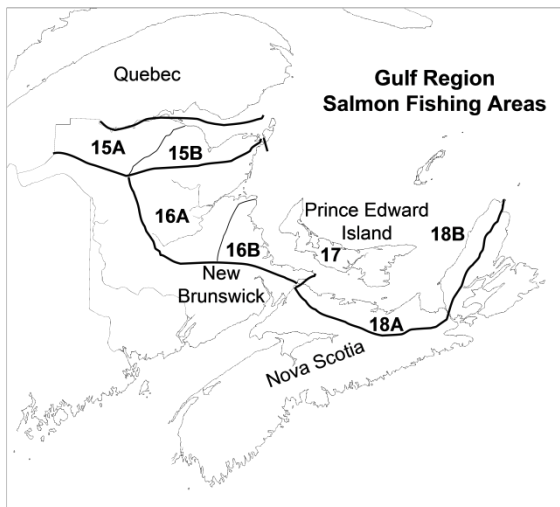 Quebec
Gulf Region
Salmon Fishing Areas
15A
15B
16A
Prince Edward
Island
18B
17
16B
New
Brunswick
18A
Nova Scotia